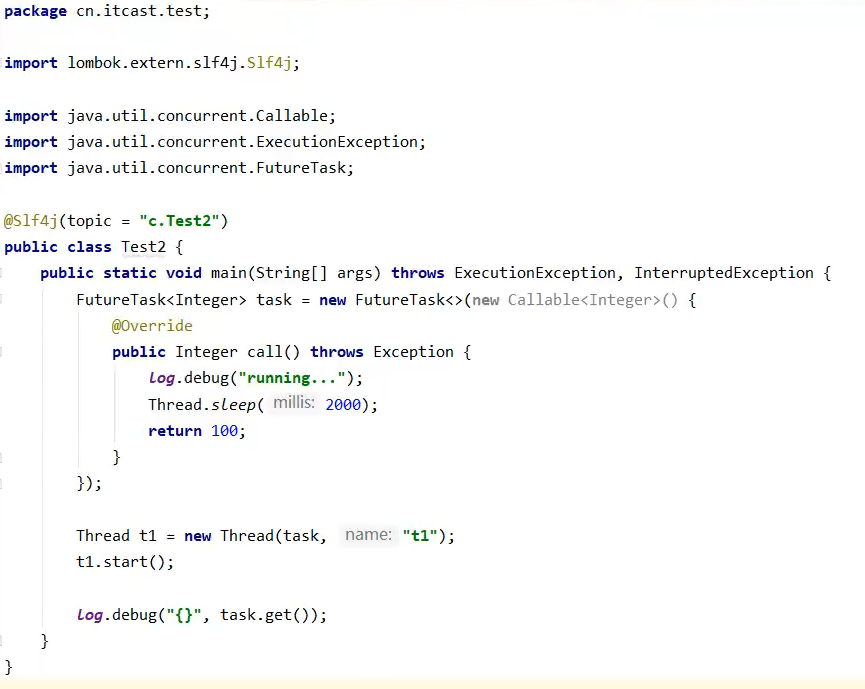 package cn.itcast.test;
import lombok.extern.slf4j.Slf4j;
import java.util.concurrent.Callable;
import java.util.concurrent.ExecutionException;
import java.util.concurrent.FutureTask;
@Slf4j(topic = "c.Test2")
public class Test2 {
public static void main(String[] args) throws ExecutionException, InterruptedException {
FutureTask<Integer> task = new FutureTask<>(new Callable<Integer>() {
@Override
public Integer call() throws Exception {
log.debug("running...");
Thread.sleep( millis: 2000);
return 100;
}
});
Thread t1 = new Thread(task, name: "t1");
t1.start();
log.debug("{}", task.get());
}
}